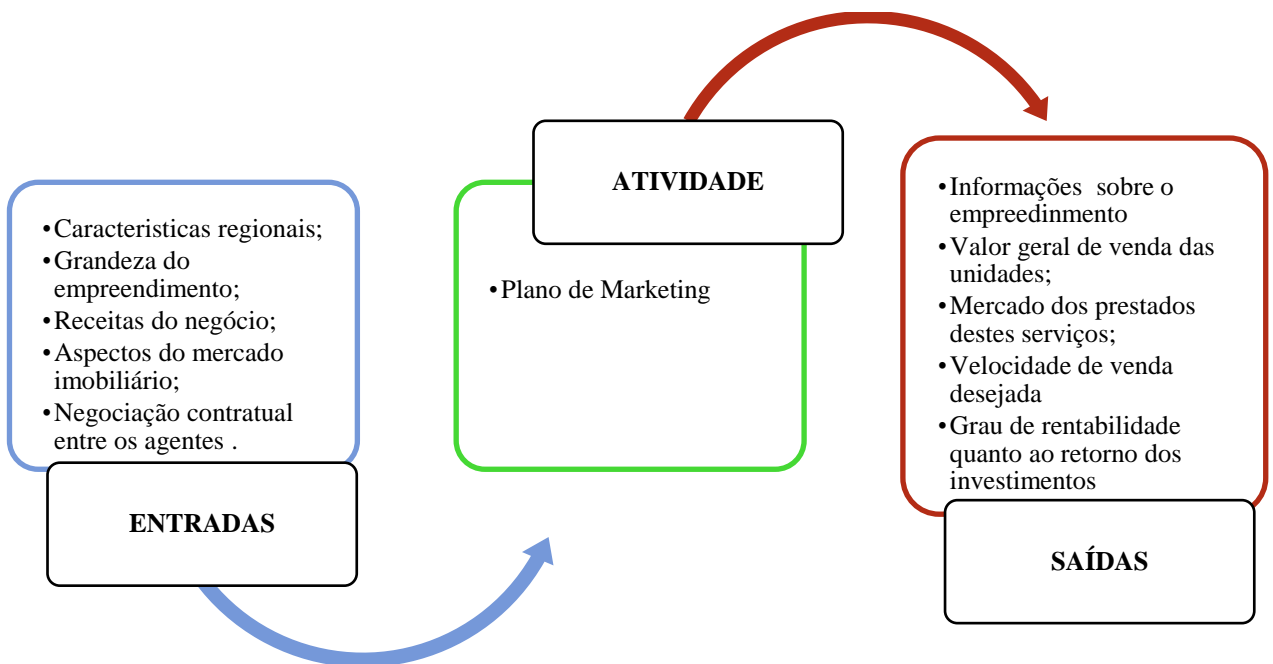 •Caracteristicas regionais;
•Grandeza do
empreendimento;
•Receitas do negócio;
•Aspectos do mercado
imobiliário;
•Negociação contratual
entre os agentes .
ENTRADAS
ATIVIDADE
•Plano de Marketing
•Informações sobre o
empreedinmento
•Valor geral de venda das
unidades;
•Mercado dos prestados
destes serviços;
•Velocidade de venda
desejada
•Grau de rentabilidade
quanto ao retorno dos
investimentos
SAÍDAS